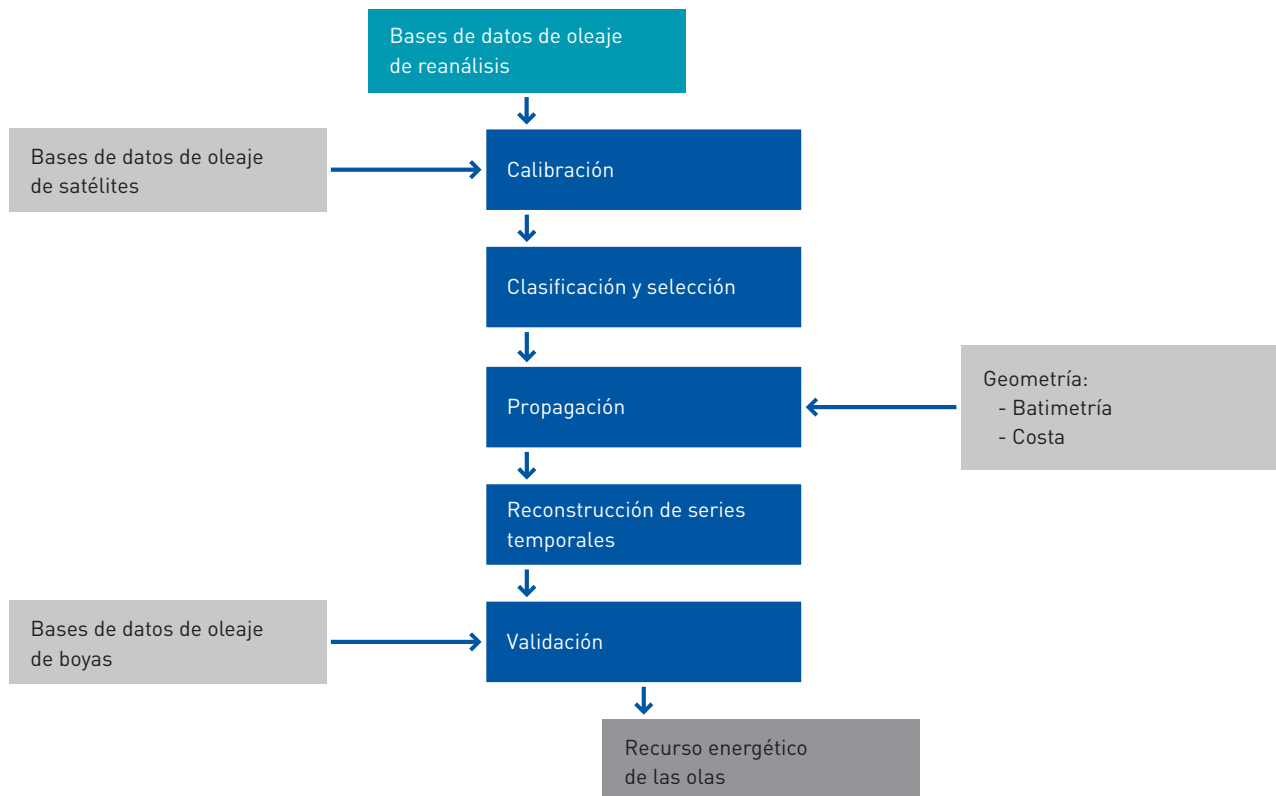 Bases de datos de oleaje
de reanálisis
Bases de datos de oleaje
de satélites
Calibración
Clasificación y selección
Propagación
Geometría:
- Batimetría
- Costa
Reconstrucción de series
temporales
Bases de datos de oleaje
de boyas
Validación
Recurso energético
de las olas